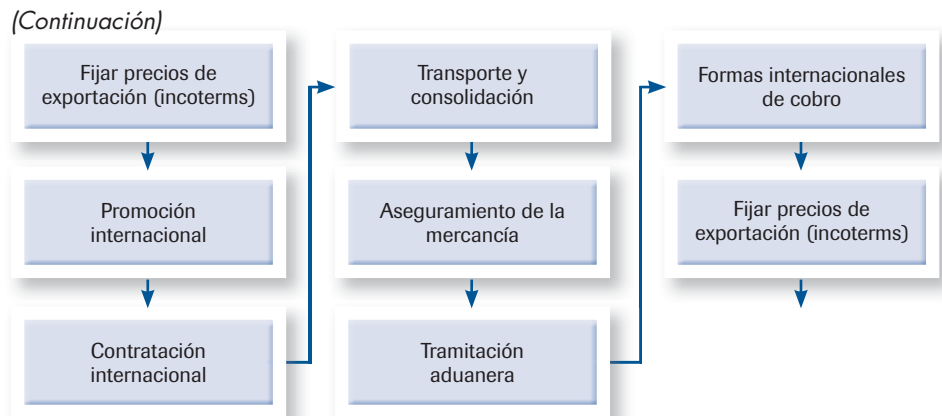 (Continuación)
Fijar precios de
exportación (incoterms)
Promoción
internacional
Contratación
internacional
Transporte y
consolidación
Aseguramiento de la
mercancía
Tramitación
aduanera
Formas internacionales
de cobro
Fijar precios de
exportación (incoterms)